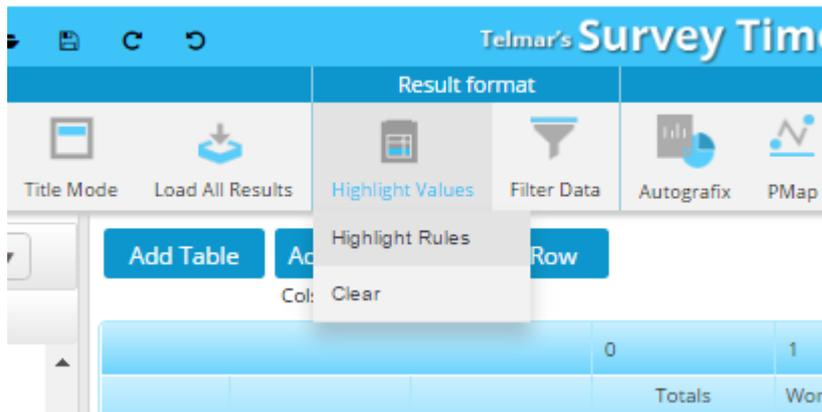 Telmar's Survey Tim
Result format
Title Mode Load All Results Highlight Values Filter Data Autografix PMap
Highlight Rules
Clear
Add Table Row
0 1
Totals